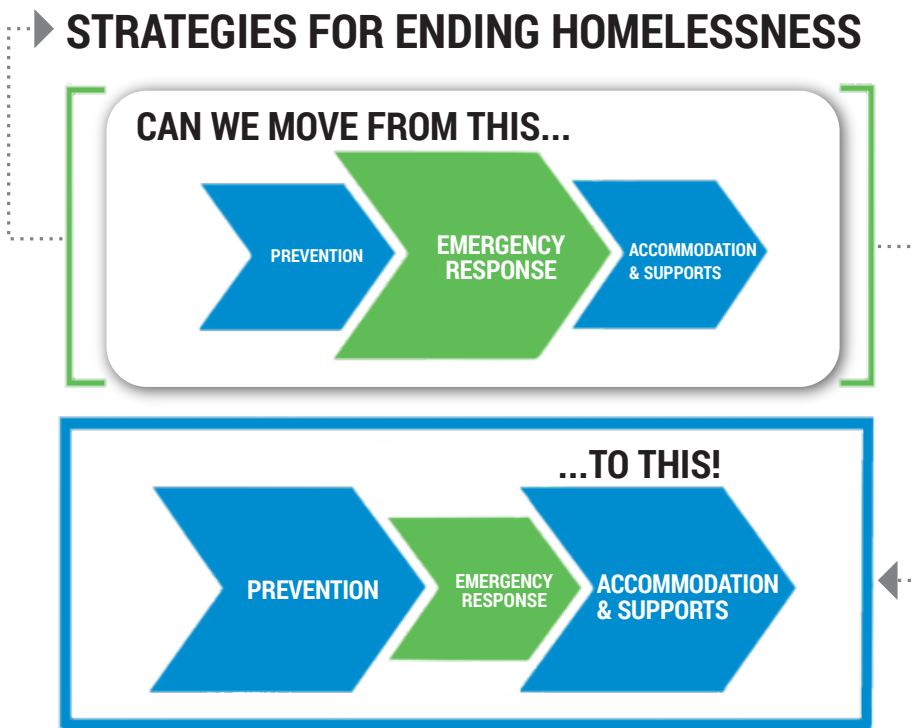 STRATEGIES FOR ENDING HOMELESSNESS
CAN WE MOVE FROM THIS...
PREVENTION
EMERGENCY
RESPONSE
ACCOMMODATION
& SUPPORTS
...TO THIS!
PREVENTION
EMERGENCY
RESPONSE
ACCOMMODATION
& SUPPORTS